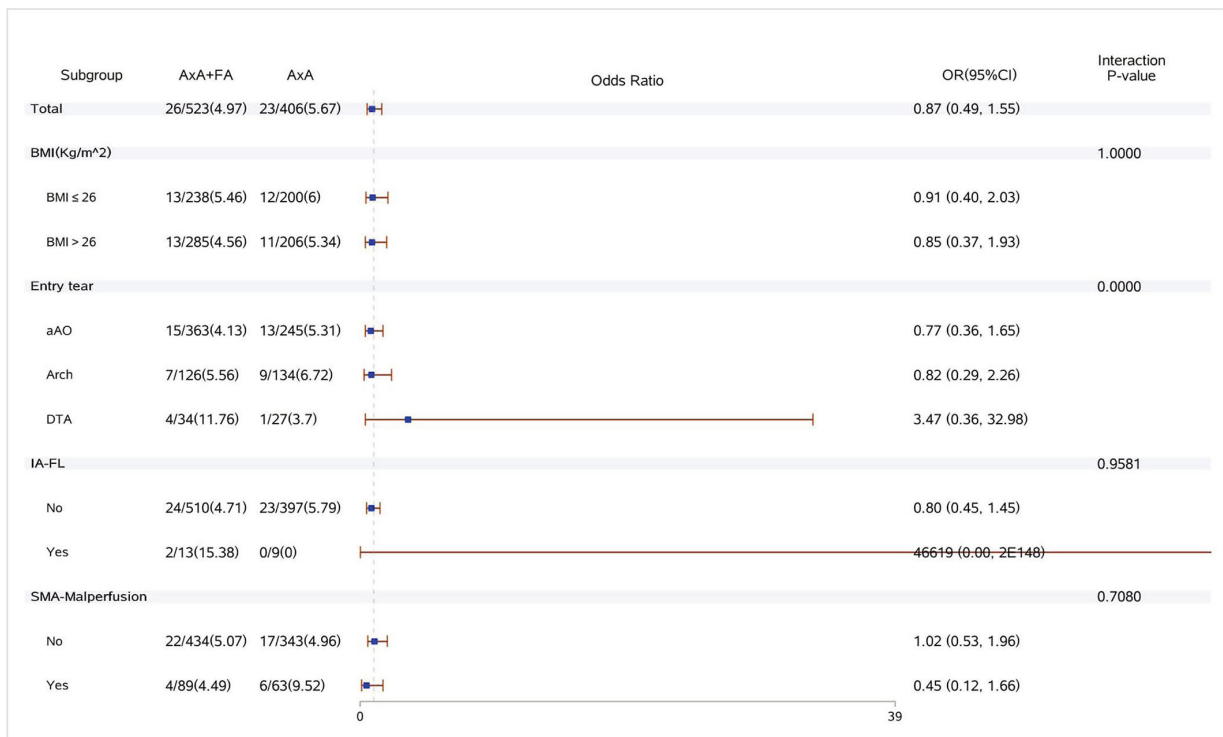 Subgroup AxA+FA AxA Odds Ratio OR(95%CI) Interaction P-value
Total 26/523(4.97) 23/406(5.67) 0.87 (0.49, 1.55)
BMI(Kg/m^2) 1.0000
BMI ≤ 26 13/238(5.46) 12/200(6) 0.91 (0.40, 2.03)
BMI > 26 13/285(4.56) 11/206(5.34) 0.85 (0.37, 1.93)
Entry tear 0.0000
aAO 15/363(4.13) 13/245(5.31) 0.77 (0.36, 1.65)
Arch 7/126(5.56) 9/134(6.72) 0.82 (0.29, 2.26)
DTA 4/34(11.76) 1/27(3.7) 3.47 (0.36, 32.98)
IA-FL 0.9581
No 24/510(4.71) 23/397(5.79) 0.80 (0.45, 1.45)
Yes 2/13(15.38) 0/9(0) 46619 (0.00, 2E148)
SMA-Malperfusion 0.7080
No 22/434(5.07) 17/343(4.96) 1.02 (0.53, 1.96)
Yes 4/89(4.49) 6/63(9.52) 0.45 (0.12, 1.66)
0 39